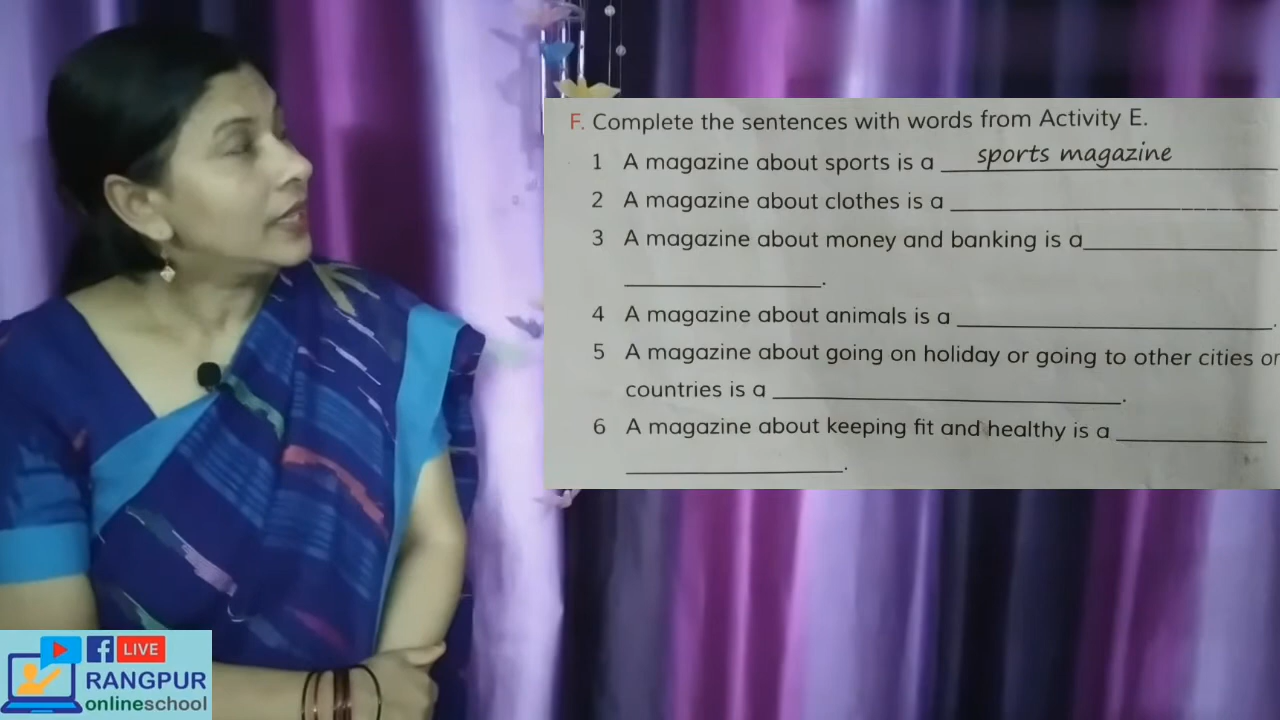 F. Complete the sentences with words from Activity E.
1 A magazine about sports is a sports magazine
2 A magazine about clothes is a
3 A magazine about money and banking is a
.
4 A magazine about animals is a .
5 A magazine about going on holiday or going to other cities or
countries is a .
6 A magazine about keeping fit and healthy is a
.
LIVE
RANGPUR
onlineschool